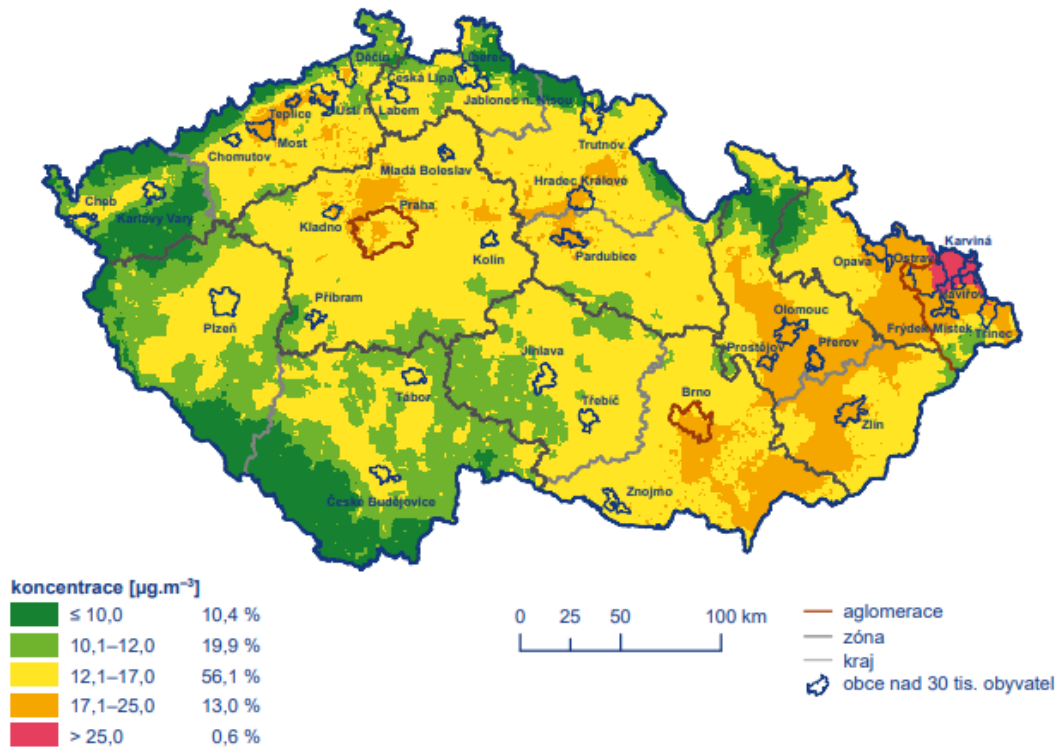 Děčín
Liberec
Česká Lípa
Jablonec n. Nisou
Teplice
Ústí n. Labem
Most
Chomutov
Trutnov
Mladá Boleslav
Hradec Králové
Cheb
Karlovy Vary
Praha
Kladno
Kolín
Pardubice
Karviná
Opava
Ostrava
Havířov
Příbram
Plzeň
Olomouc
Frýdek Místek
Třinec
Prostějov
Přerov
Jihlava
Tábor
Třebíč
Brno
Zlín
České Budějovice
Znojmo
koncentrace [µg.m⁻³]
≤ 10,0 10,4 %
10,1–12,0 19,9 %
12,1–17,0 56,1 %
17,1–25,0 13,0 %
> 25,0 0,6 %
0 25 50 100 km
aglomerace
zóna
kraj
obce nad 30 tis. obyvatel